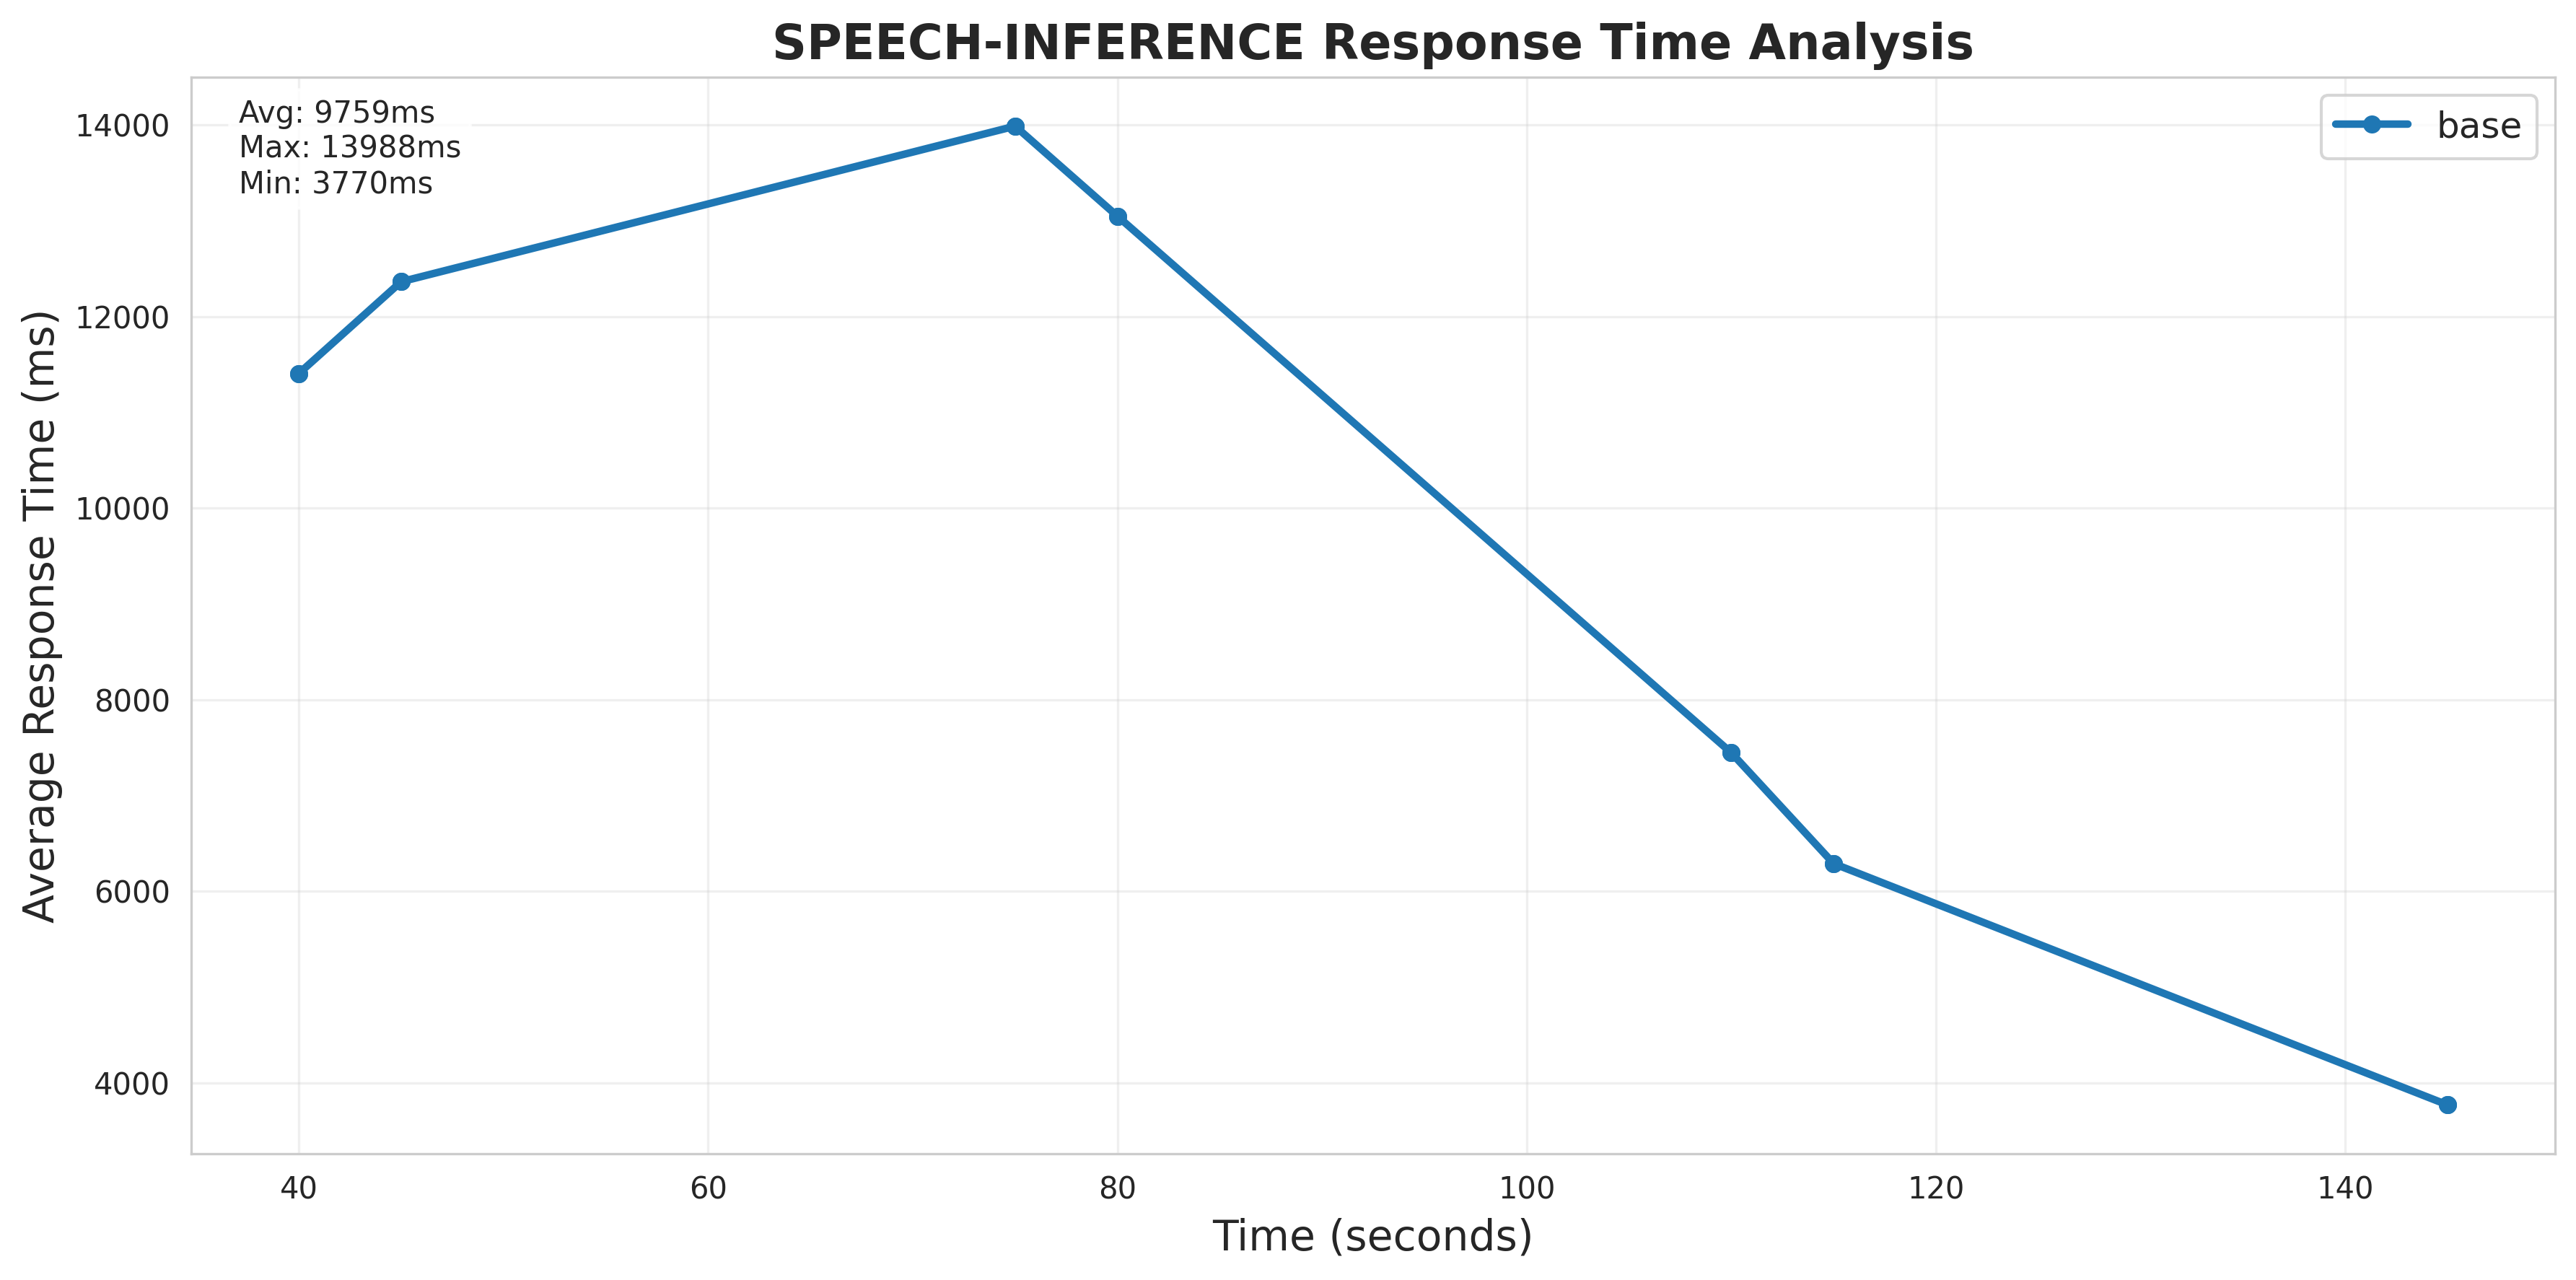 SPEECH-INFERENCE Response Time Analysis
Avg: 9759ms
Max: 13988ms
Min: 3770ms
base
Average Response Time (ms)
14000
12000
10000
8000
6000
4000
40 60 80 100 120 140
Time (seconds)